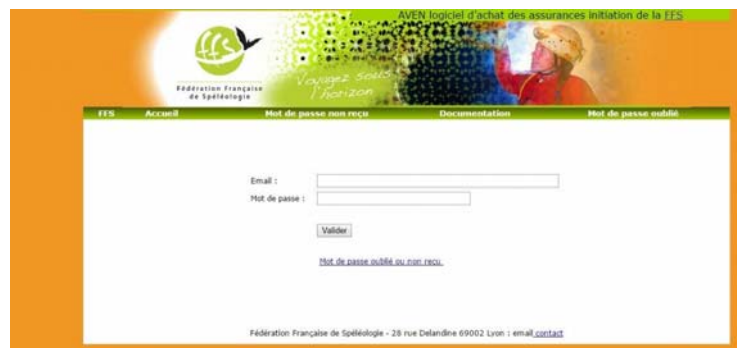 AVEN logiciel d'achat des assurances initiation de la FFS
ffs
Fédération Française
de Spéléologie
Voyagez sous
l'horizon
FFS Accueil Mot de passe non reçu Documentation Mot de passe oublié
Email :
Mot de passe :
Valider
Mot de passe oublié ou non reçu
Fédération Française de Spéléologie - 28 rue Delandine 69002 Lyon : email contact